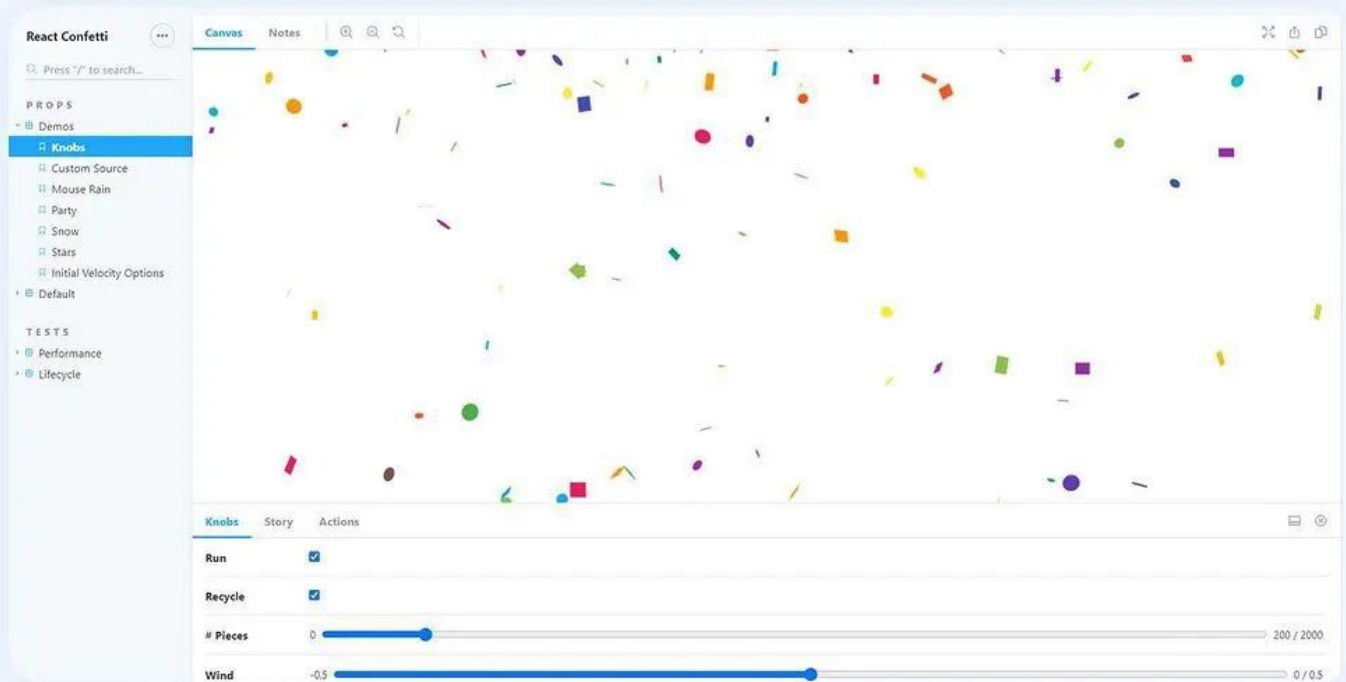 React Confetti
Press "/" to search...
PROPS
Demos
Knobs
Custom Source
Mouse Rain
Party
Snow
Stars
Initial Velocity Options
Default
TESTS
Performance
Lifecycle
Canvas Notes
Knobs Story Actions
Run
Recycle
# Pieces 0 200 / 2000
Wind -0.5 0 / 0.5